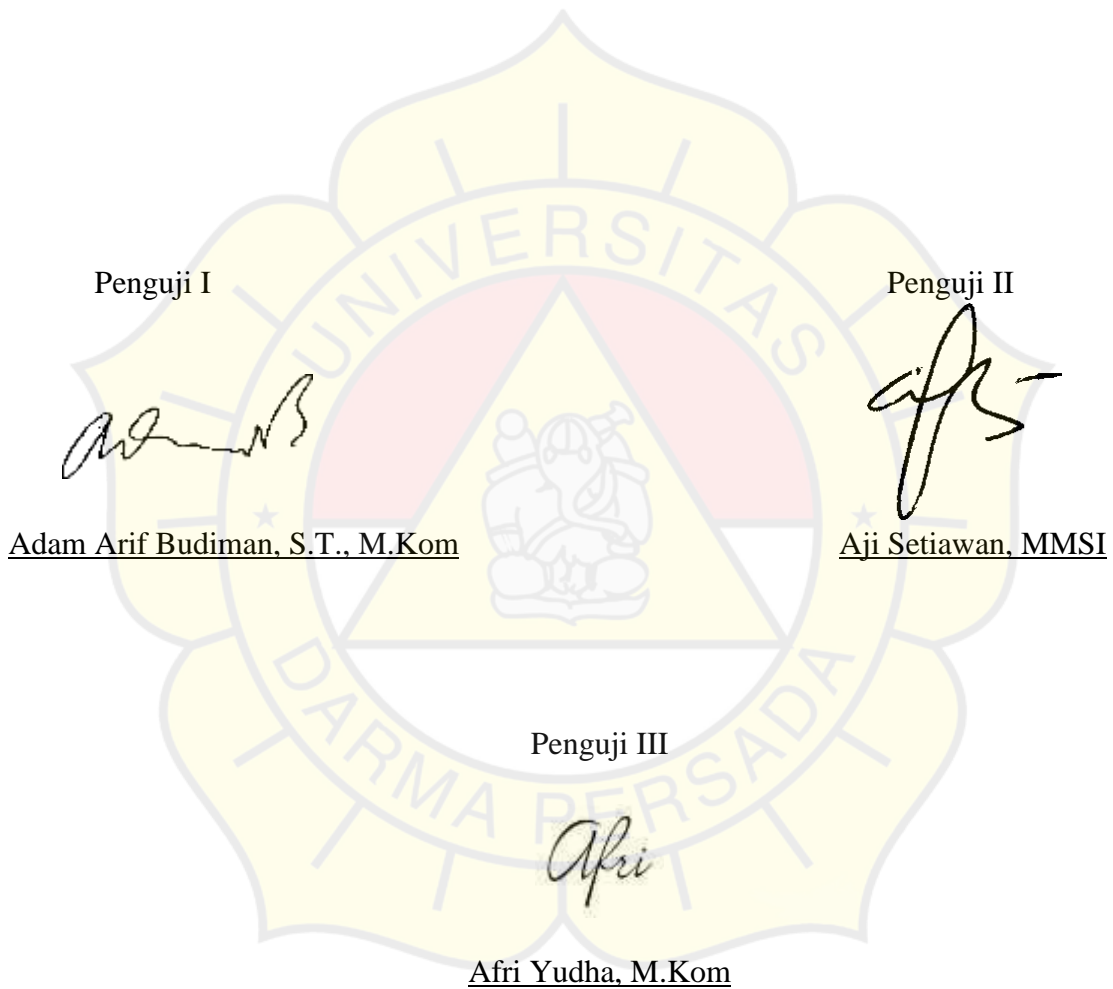 UNIVERSITAS
Penguji I
Penguji II
Adam Arif Budiman, S.T., M.Kom
Aji Setiawan, MMSI
DARMA PERSADA
Penguji III
Afri
Afri Yudha, M.Kom